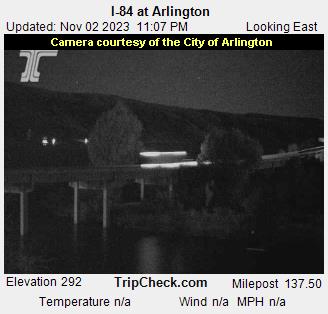 I-84 at Arlington
Updated: Nov 02 2023 11:07 PM Looking East
Camera courtesy of the City of Arlington
Elevation 292 TripCheck.com Milepost 137.50
Temperature n/a Wind n/a MPH n/a